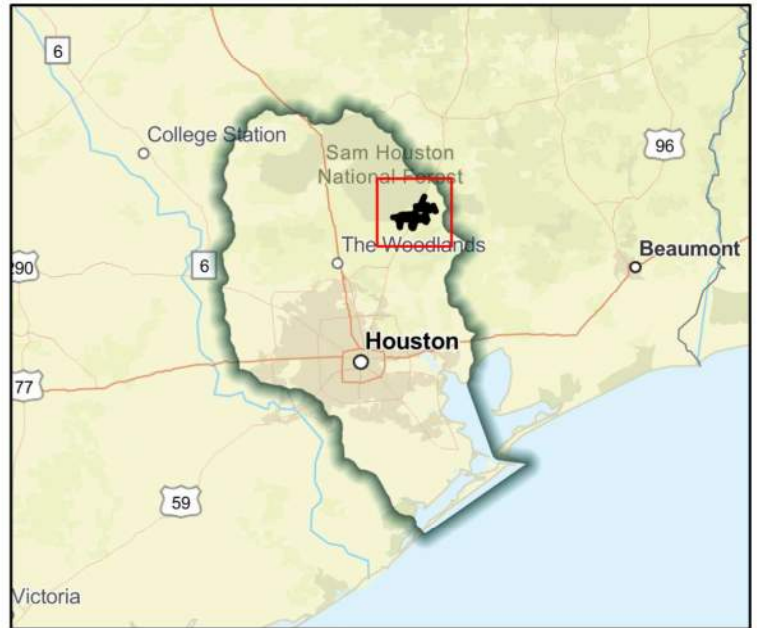 6
College Station
96
Sam Houston
National Forest
The Woodlands
Beaumont
6
290
Houston
77
59
Victoria